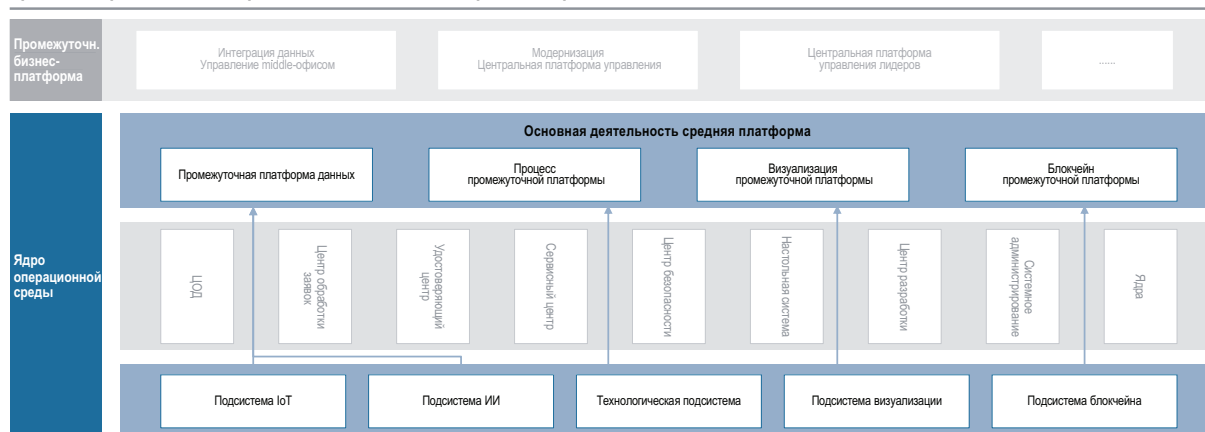 Промежуточн.
бизнес-
платформа
Интеграция данных
Управление middle-офисом
Модернизация
Центральная платформа управления
Центральная платформа
управления лидеров
......
Ядро
операционной
среды
Основная деятельность средняя платформа
Промежуточная платформа данных
Процесс
промежуточной платформы
Визуализация
промежуточной платформы
Блокчейн
промежуточной платформы
ЦОД
Центр обработки
заявок
Удостоверяющий
центр
Сервисный центр
Центр безопасности
Настольная система
Центр разработки
Системное
администрирование
Ядра
Подсистема IoT
Подсистема ИИ
Технологическая подсистема
Подсистема визуализации
Подсистема блокчейна